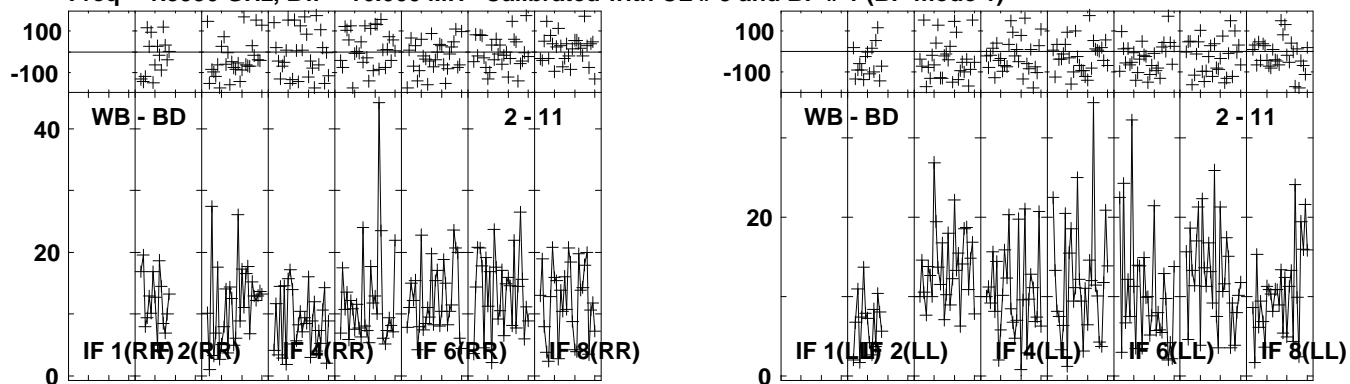 100
-100
WB - BD 2 - 11
40
20
0
IF 1(RR) IF 2(RR) IF 4(RR) IF 6(RR) IF 8(RR)
100
-100
WB - BD 2 - 11
20
0
IF 1(LL) IF 2(LL) IF 4(LL) IF 6(LL) IF 8(LL)